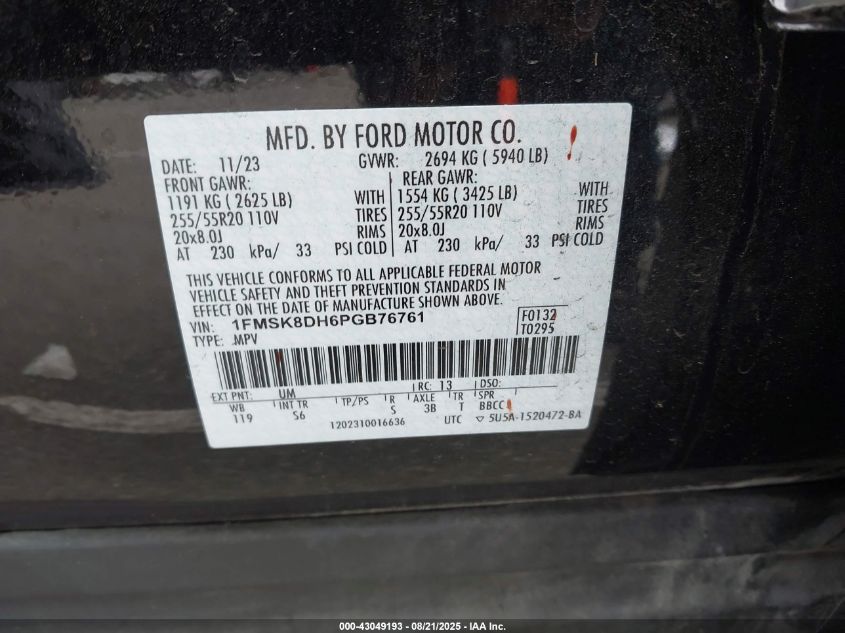 MFD. BY FORD MOTOR CO.
DATE: 11/23 GVWR: 2694 KG ( 5940 LB)
FRONT GAWR: REAR GAWR:
1191 KG ( 2625 LB) WITH 1554 KG ( 3425 LB) WITH
255/55R20 110V TIRES 255/55R20 110V TIRES
20x8.0J RIMS 20x8.0J RIMS
AT 230 kPa/ 33 PSI COLD AT 230 kPa/ 33 PSI COLD
THIS VEHICLE CONFORMS TO ALL APPLICABLE FEDERAL MOTOR
VEHICLE SAFETY AND THEFT PREVENTION STANDARDS IN
EFFECT ON THE DATE OF MANUFACTURE SHOWN ABOVE.
VIN: 1FMSK8DH6PGB76761 F0132
TYPE: MPV T0295
EXT PNT: UM RC: 13 DSO:
WB INT TR TP/PS R AXLE TR SPR
119 S6 S 3B T BBCC
1202310016636 UTC ▽ 5U5A-1520472-BA
000-43049193 - 08/21/2025 - IAA Inc.